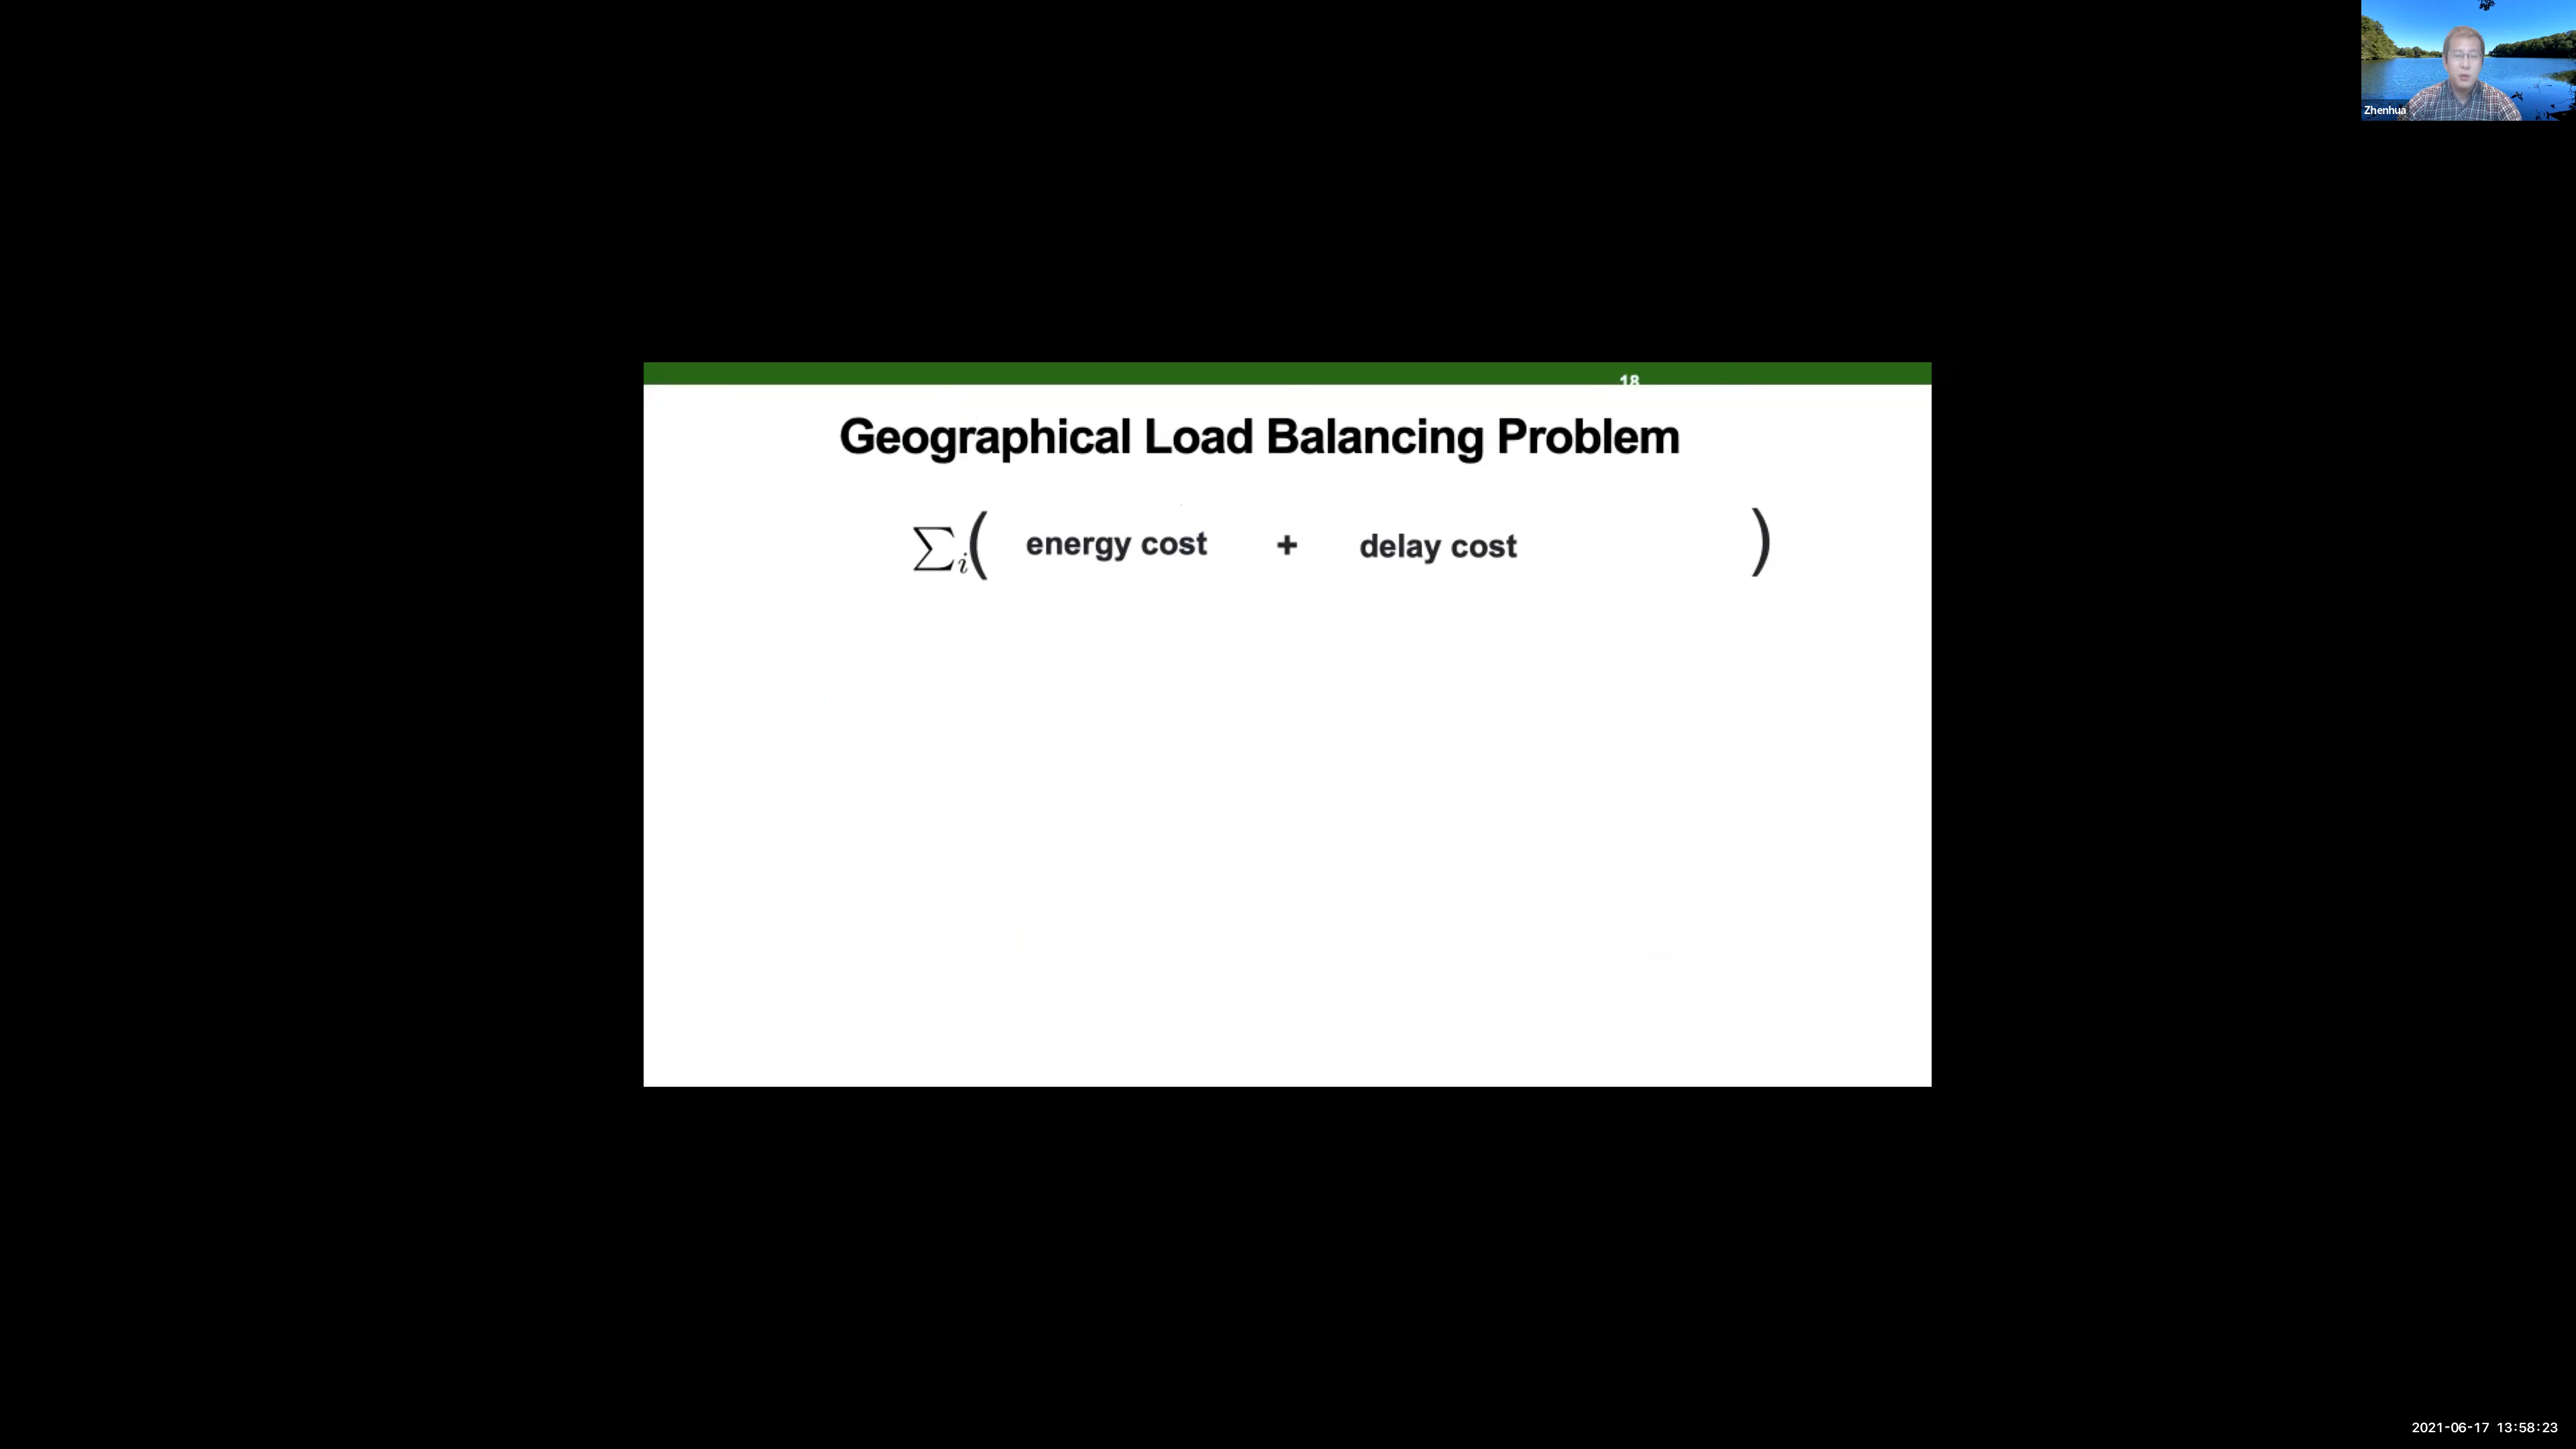 Zhenhua
18
Geographical Load Balancing Problem
∑i( energy cost + delay cost )
2021-06-17 13:58:23